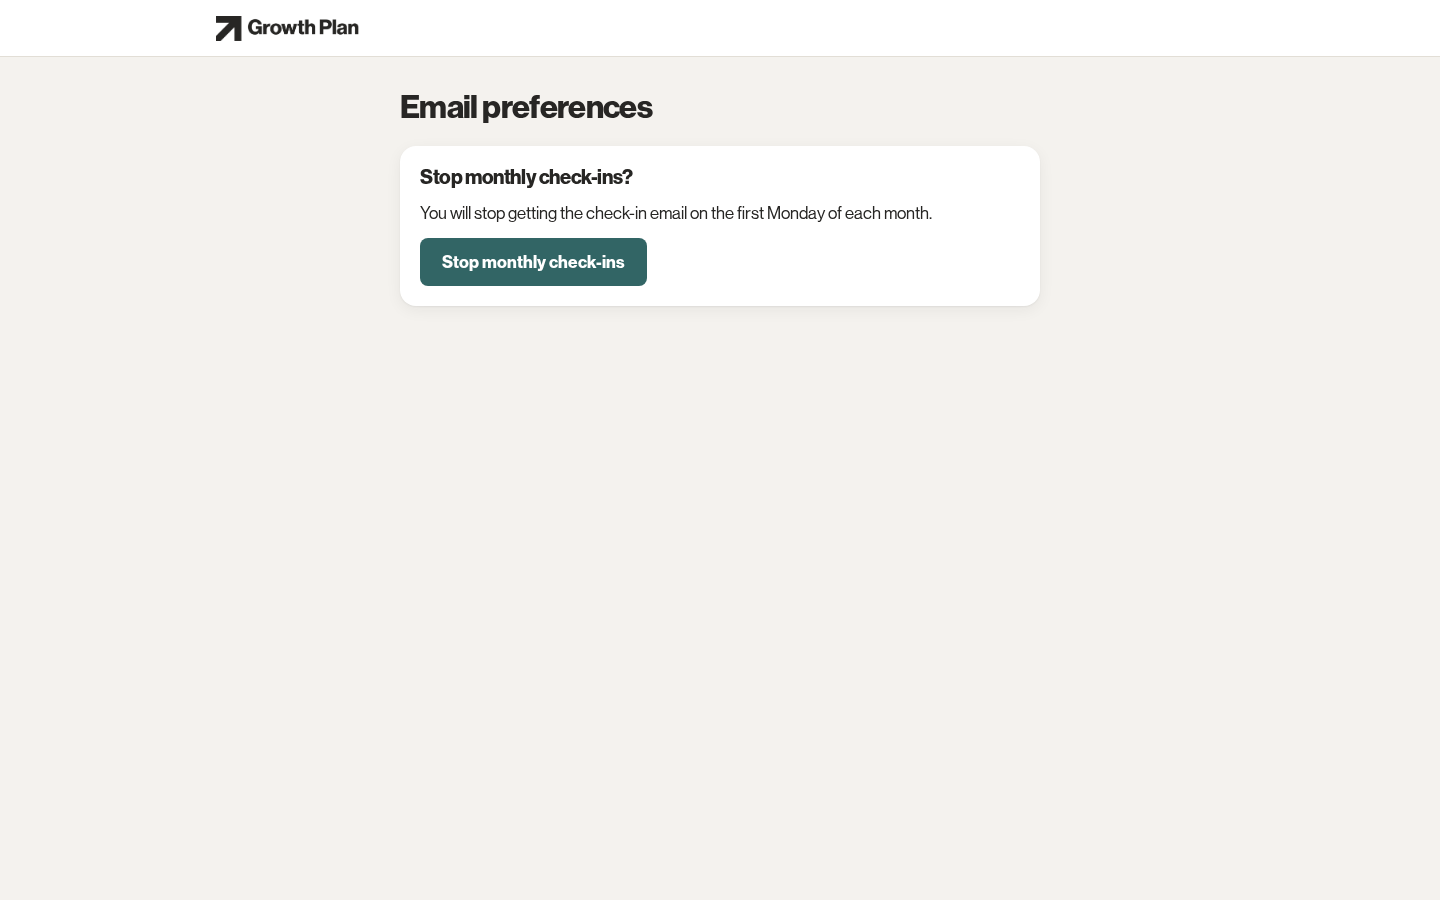 Growth Plan
Email preferences
Stop monthly check-ins?
You will stop getting the check-in email on the first Monday of each month.
Stop monthly check-ins